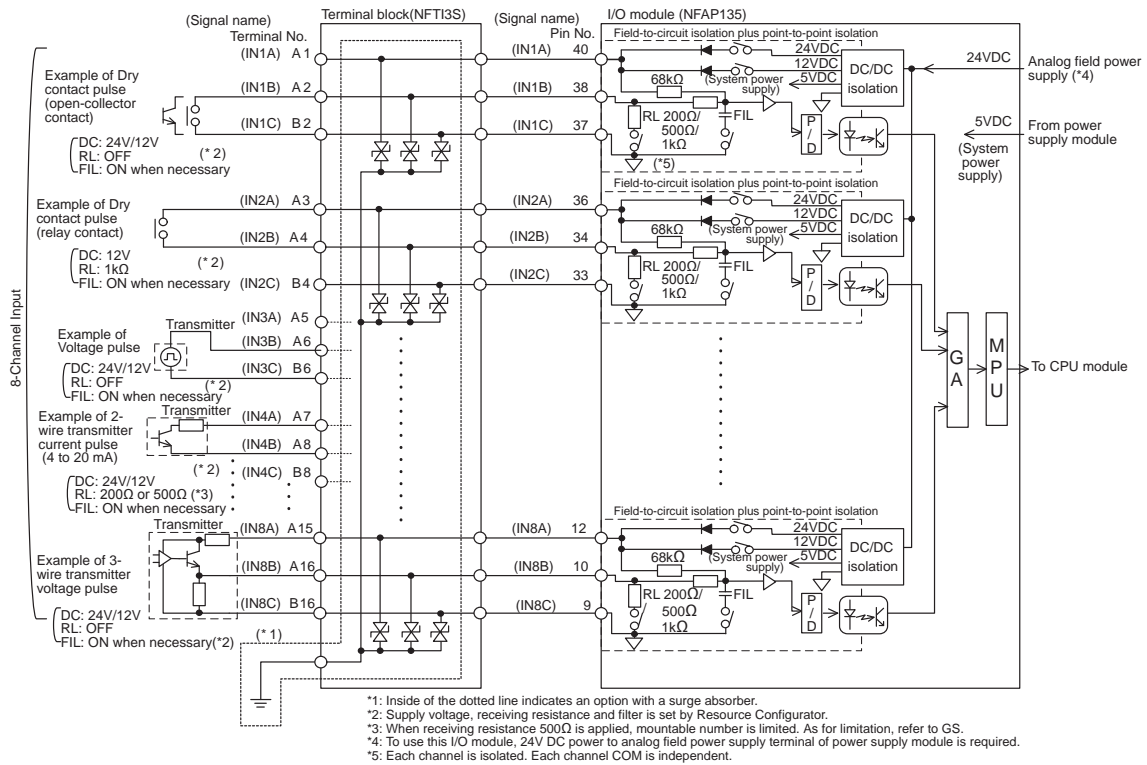 (Signal name)
Terminal No.
Terminal block(NFTI3S)
(Signal name)
Pin No.
I/O module (NFAP135)
8-Channel Input
Field-to-circuit isolation plus point-to-point isolation
(IN1A) A1
(IN1A) 40
24VDC
12VDC
5VDC
(System power supply)
DC/DC
isolation
24VDC
Analog field power
supply (*4)
Example of Dry
contact pulse
(open-collector
contact)
(IN1B) A2
(IN1B) 38
68kΩ
(IN1C) B2
(IN1C) 37
RL 200Ω/
500Ω/
1kΩ
FIL
P/D
5VDC
(System
power
supply)
From power
supply module
DC: 24V/12V
RL: OFF
FIL: ON when necessary
(* 2)
(*5)
Field-to-circuit isolation plus point-to-point isolation
Example of Dry
contact pulse
(relay contact)
(IN2A) A3
(IN2A) 36
24VDC
12VDC
5VDC
(System power
supply)
DC/DC
isolation
(IN2B) A4
(IN2B) 34
68kΩ
DC: 12V
RL: 1kΩ
FIL: ON when necessary
(* 2)
(IN2C) B4
(IN2C) 33
RL 200Ω/
500Ω/
1kΩ
FIL
P/D
Example of
Voltage pulse
Transmitter
(IN3A) A5
(IN3B) A6
(IN3C) B6
DC: 24V/12V
RL: OFF
FIL: ON when necessary
(* 2)
GA
MPU
To CPU module
Example of 2-
wire transmitter
current pulse
(4 to 20 mA)
Transmitter
(IN4A) A7
(IN4B) A8
(IN4C) B8
(* 2)
DC: 24V/12V
RL: 200Ω or 500Ω (*3)
FIL: ON when necessary
Field-to-circuit isolation plus point-to-point isolation
Transmitter
(IN8A) A15
(IN8A) 12
24VDC
12VDC
5VDC
(System power
supply)
DC/DC
isolation
Example of 3-
wire transmitter
voltage pulse
(IN8B) A16
(IN8B) 10
68kΩ
(IN8C) B16
(IN8C) 9
RL 200Ω/
500Ω
1kΩ
FIL
P/D
DC: 24V/12V
RL: OFF
FIL: ON when necessary(*2)
(* 1)
*1: Inside of the dotted line indicates an option with a surge absorber.
*2: Supply voltage, receiving resistance and filter is set by Resource Configurator.
*3: When receiving resistance 500Ω is applied, mountable number is limited. As for limitation, refer to GS.
*4: To use this I/O module, 24V DC power to analog field power supply terminal of power supply module is required.
*5: Each channel is isolated. Each channel COM is independent.